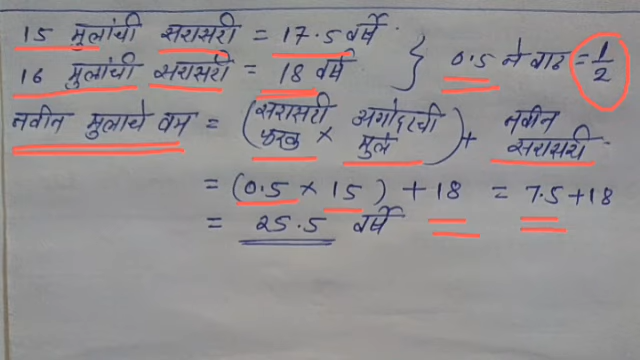 15 मुलांची सरासरी = 17.5 वर्षे
16 मुलांची सरासरी = 18 वर्षे } 0.5 ने वाढ = 1/2
नवीन मुलाचे वय = (सरासरी फरक × अगोदरची मुले) + नवीन सरासरी
= (0.5 × 15) + 18 = 7.5 + 18
= 25.5 वर्षे